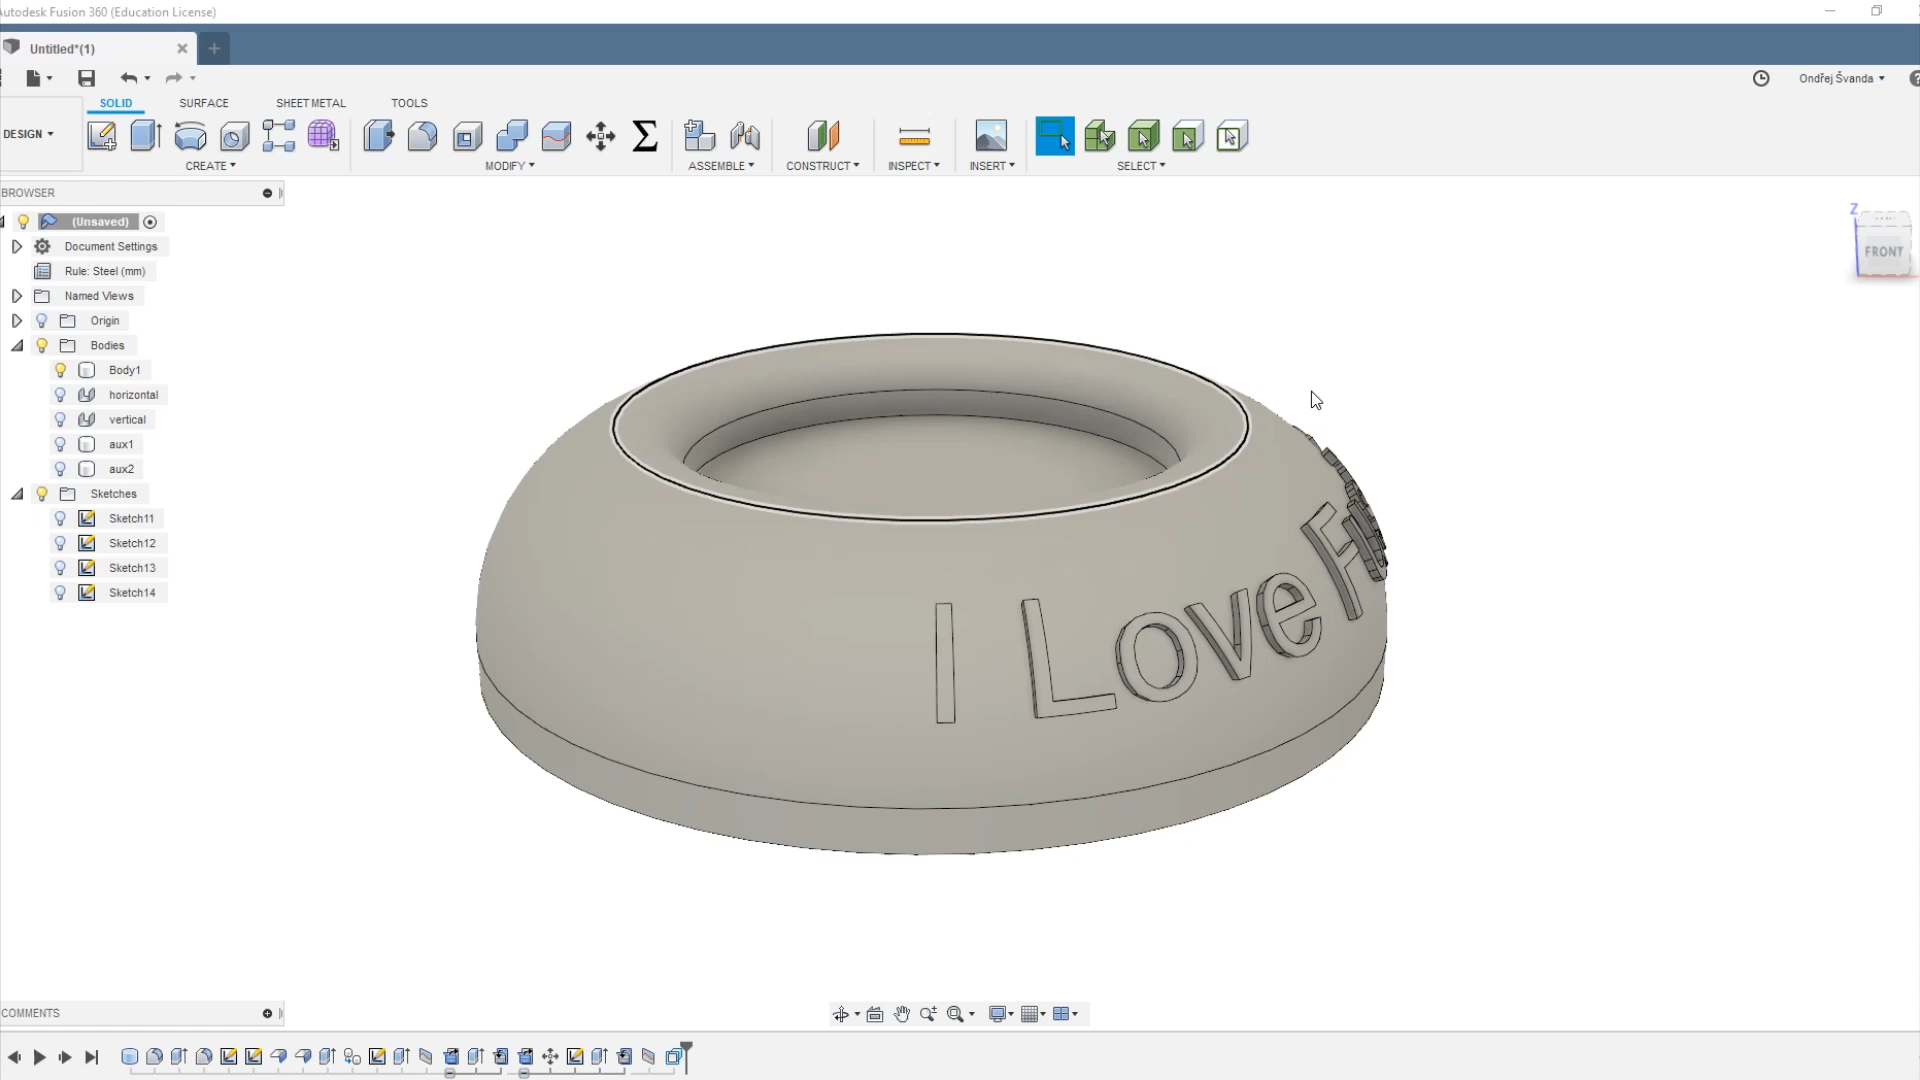 Autodesk Fusion 360 (Education License)
Untitled*(1)
Ondřej Švanda
SOLID SURFACE SHEET METAL TOOLS
DESIGN
CREATE MODIFY ASSEMBLE CONSTRUCT INSPECT INSERT SELECT
BROWSER
(Unsaved)
Document Settings
Rule: Steel (mm)
Named Views
Origin
Bodies
Body1
horizontal
vertical
aux1
aux2
Sketches
Sketch11
Sketch12
Sketch13
Sketch14
Z
FRONT
I Love F
COMMENTS